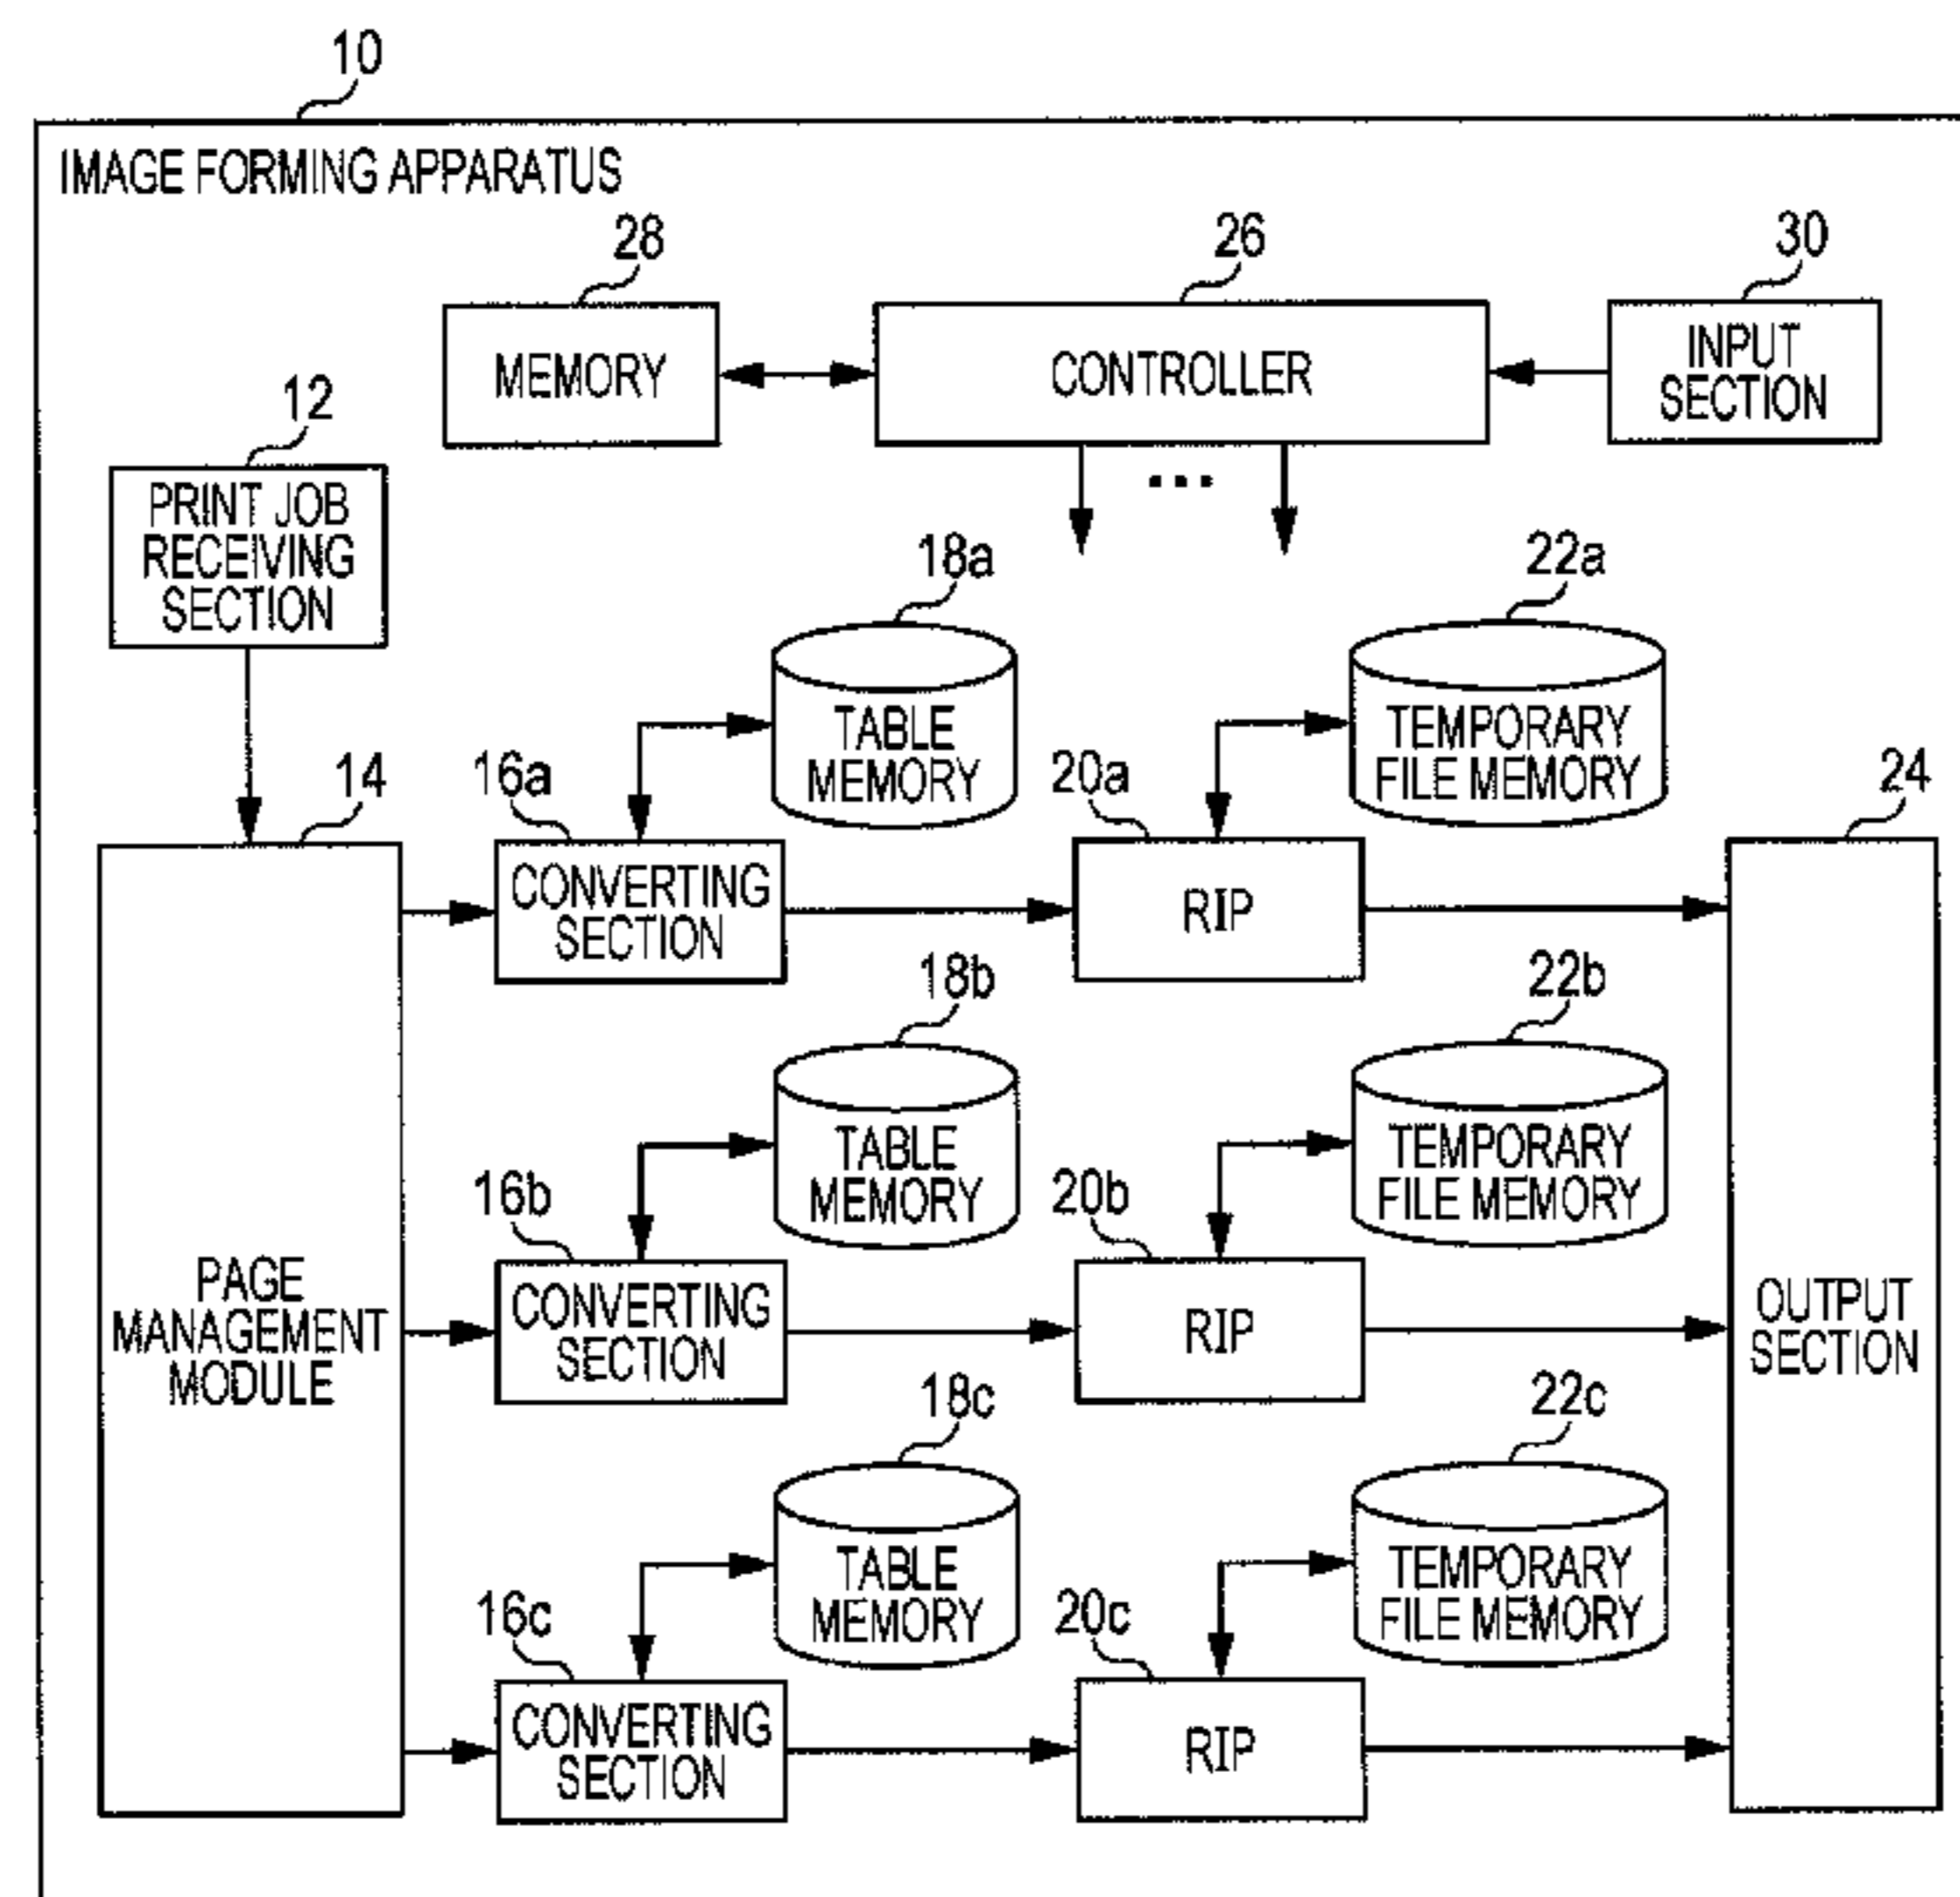 10
IMAGE FORMING APPARATUS
28
26
30
MEMORY
CONTROLLER
INPUT
SECTION
12
PRINT JOB
RECEIVING
SECTION
...
18a
22a
TABLE
MEMORY
TEMPORARY
FILE MEMORY
14
16a
20a
24
CONVERTING
SECTION
RIP
18b
22b
TABLE
MEMORY
TEMPORARY
FILE MEMORY
16b
20b
PAGE
MANAGEMENT
MODULE
CONVERTING
SECTION
RIP
OUTPUT
SECTION
18c
22c
TABLE
MEMORY
TEMPORARY
FILE MEMORY
16c
20c
CONVERTING
SECTION
RIP